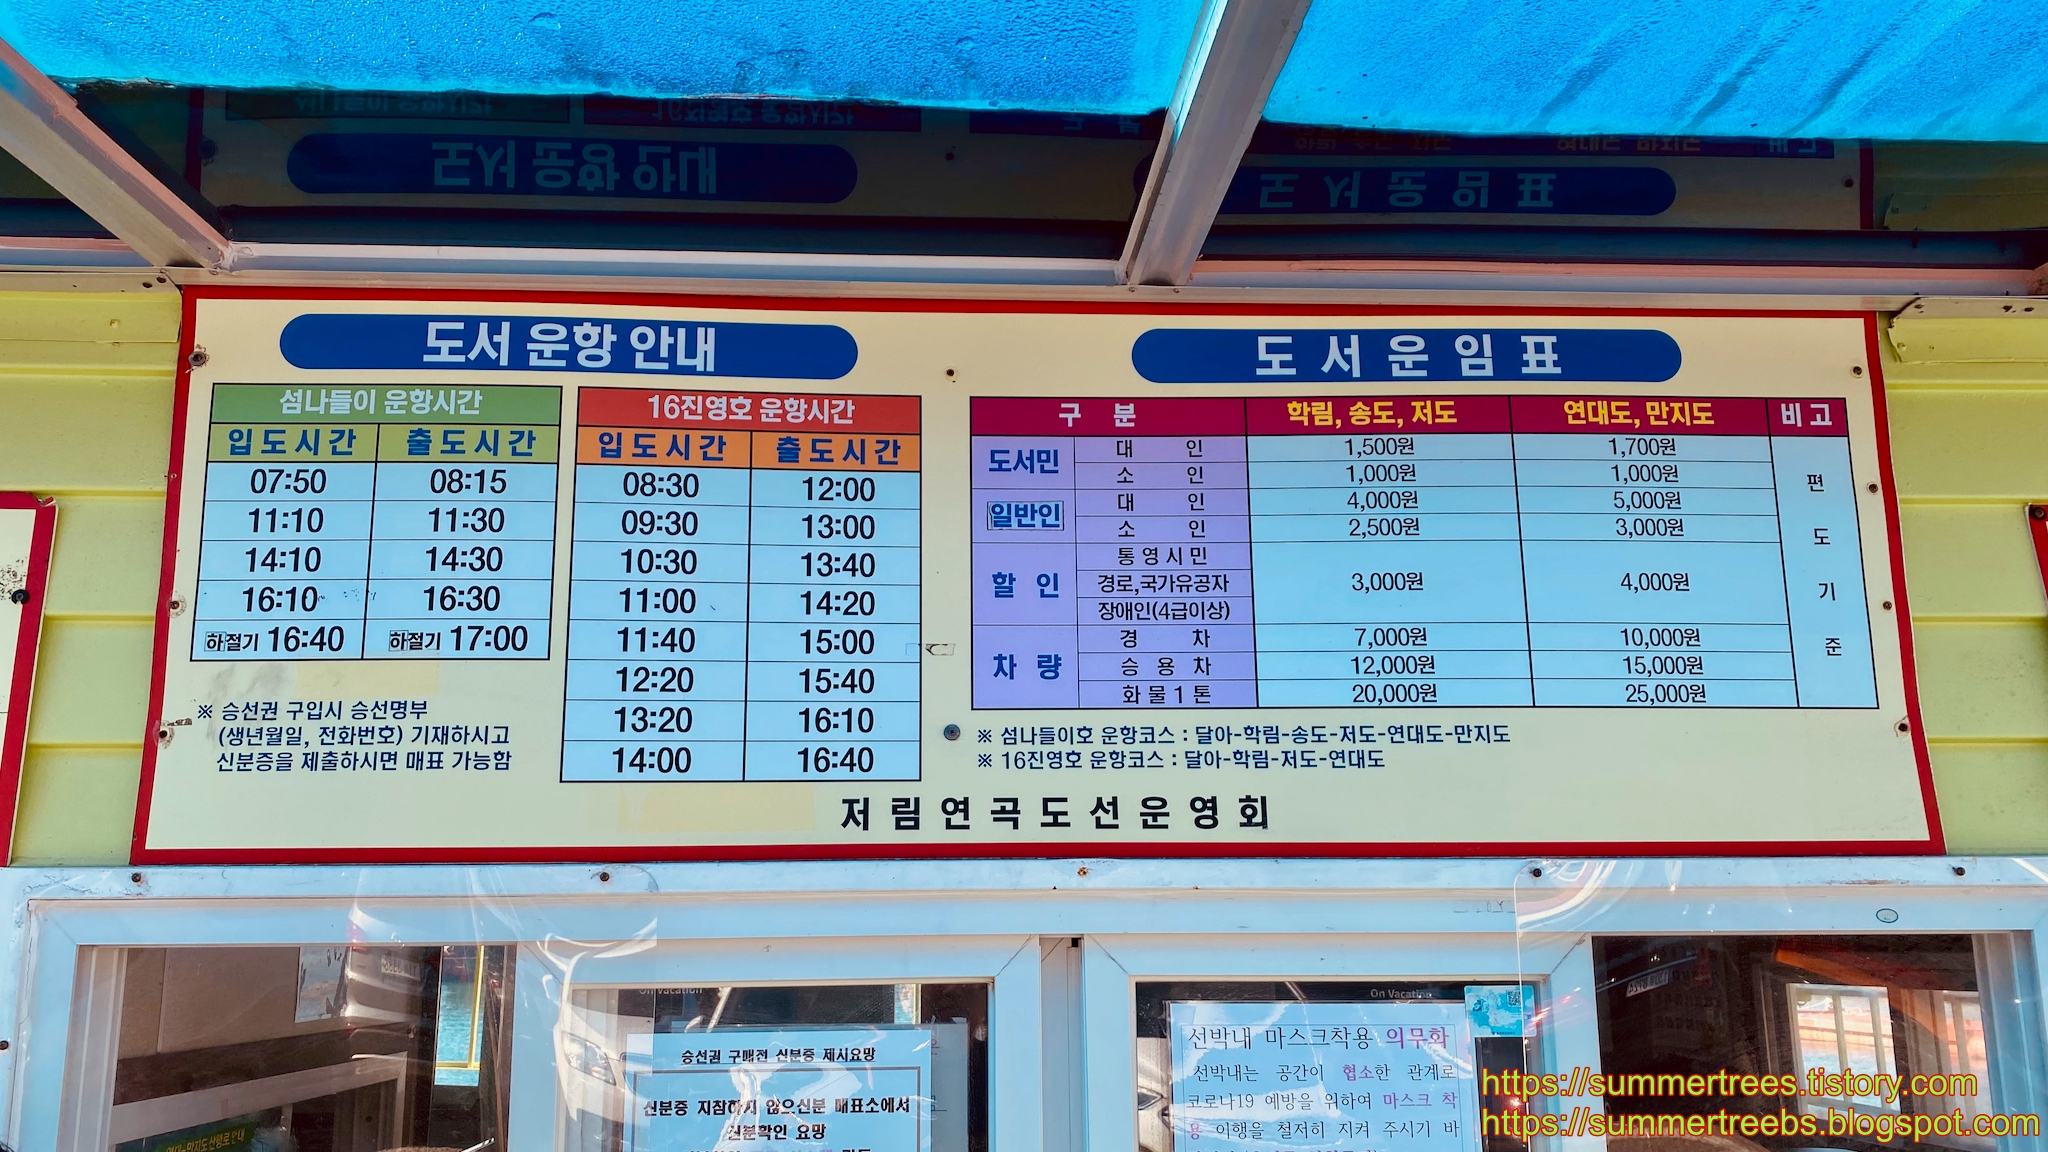 도서 운항 안내
섬나들이 운항시간
입도시간 출도시간
07:50 08:15
11:10 11:30
14:10 14:30
16:10 16:30
하절기 16:40 하절기 17:00
※ 승선권 구입시 승선명부
(생년월일, 전화번호) 기재하시고
신분증을 제출하시면 매표 가능함
16진영호 운항시간
입도시간 출도시간
08:30 12:00
09:30 13:00
10:30 13:40
11:00 14:20
11:40 15:00
12:20 15:40
13:20 16:10
14:00 16:40
도서운임표
구 분 학림, 송도, 저도 연대도, 만지도 비고
도서민 대 인 1,500원 1,700원
소 인 1,000원 1,000원
일반인 대 인 4,000원 5,000원
소 인 2,500원 3,000원
할 인 통영시민
경로,국가유공자 3,000원 4,000원
장애인(4급이상)
차 량 경 차 7,000원 10,000원
승 용 차 12,000원 15,000원
화물1톤 20,000원 25,000원
편도기준
※ 섬나들이호 운항코스 : 달아-학림-송도-저도-연대도-만지도
※ 16진영호 운항코스 : 달아-학림-저도-연대도
저림연곡도선운영회
On Vacation
승선권 구매전 신분증 제시요망
신분증 지참하지 않으신분 매표소에서
신분확인 요망
On Vacation
선박내 마스크착용 의무화
선박내는 공간이 협소한 관계로
코로나19 예방을 위하여 마스크 착
용 이행을 철저히 지켜 주시기 바
https://summertrees.tistory.com
https://summertreebs.blogspot.com